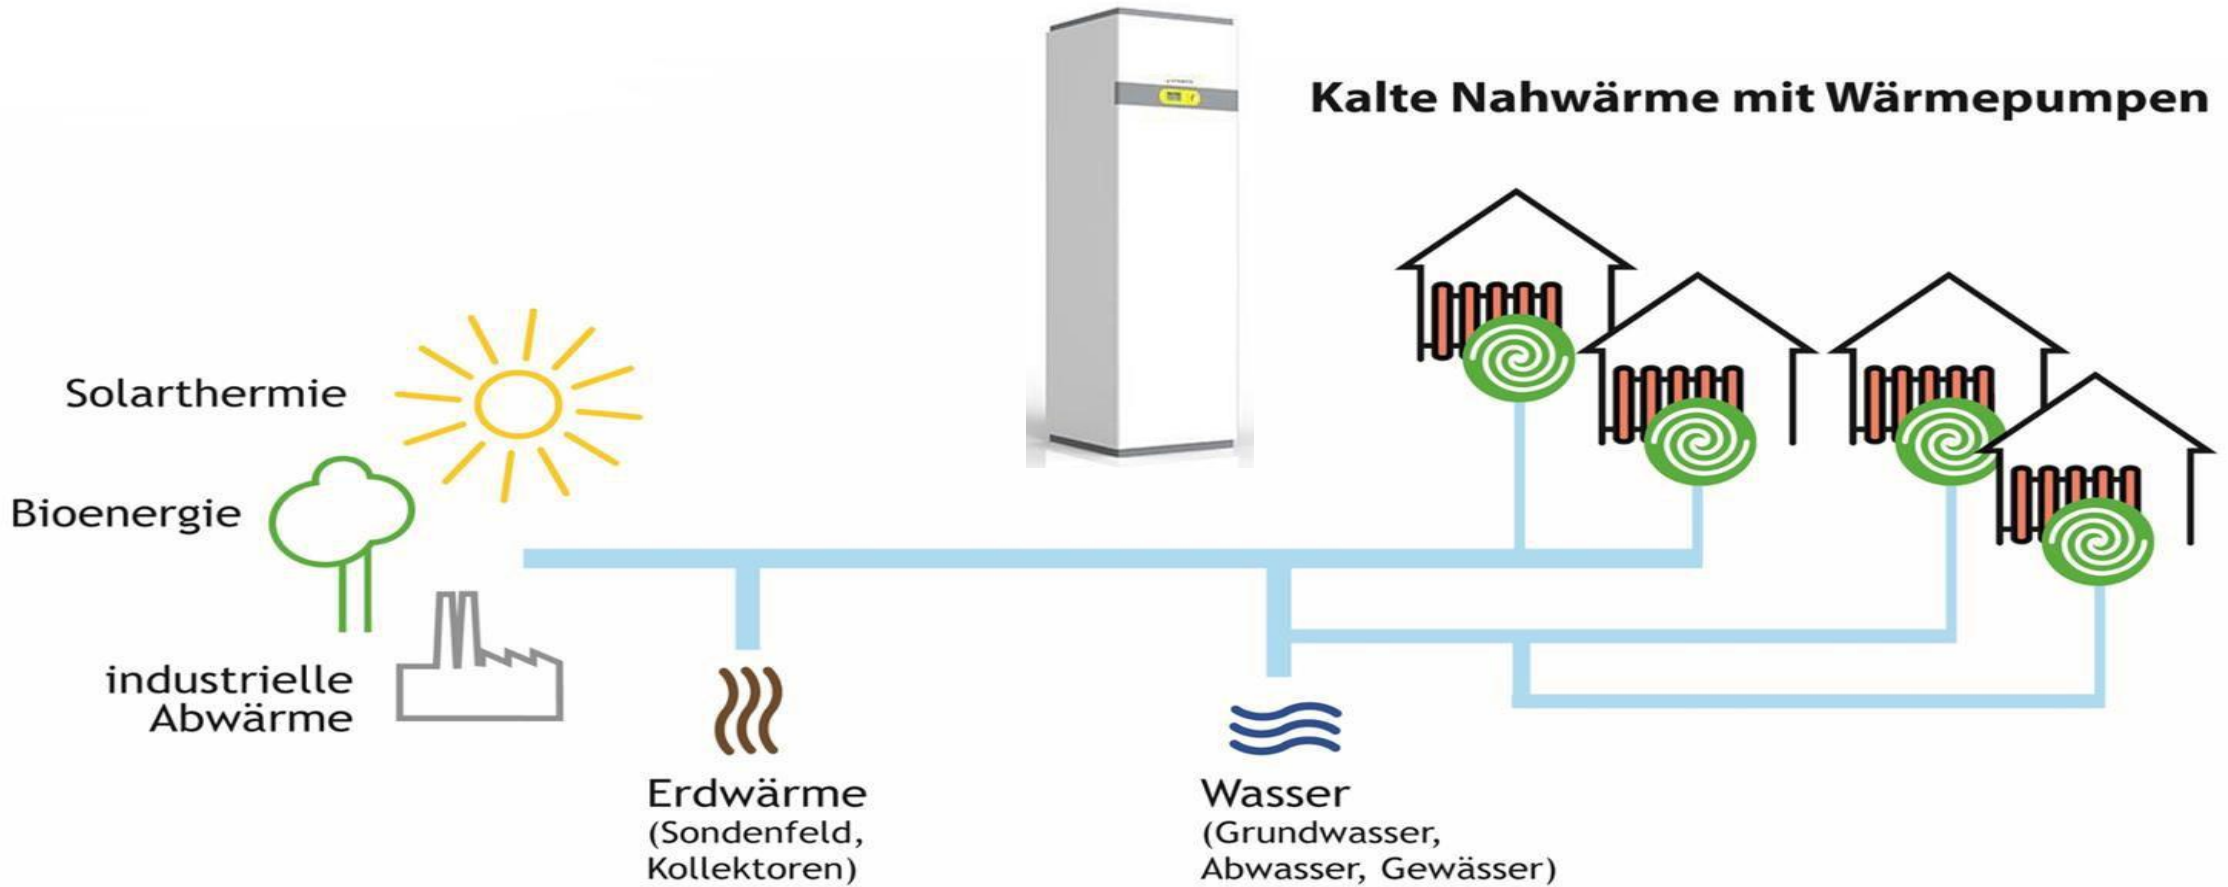 Kalte Nahwärme mit Wärmepumpen
Solarthermie
Bioenergie
industrielle
Abwärme
Erdwärme
(Sondenfeld,
Kollektoren)
Wasser
(Grundwasser,
Abwasser, Gewässer)